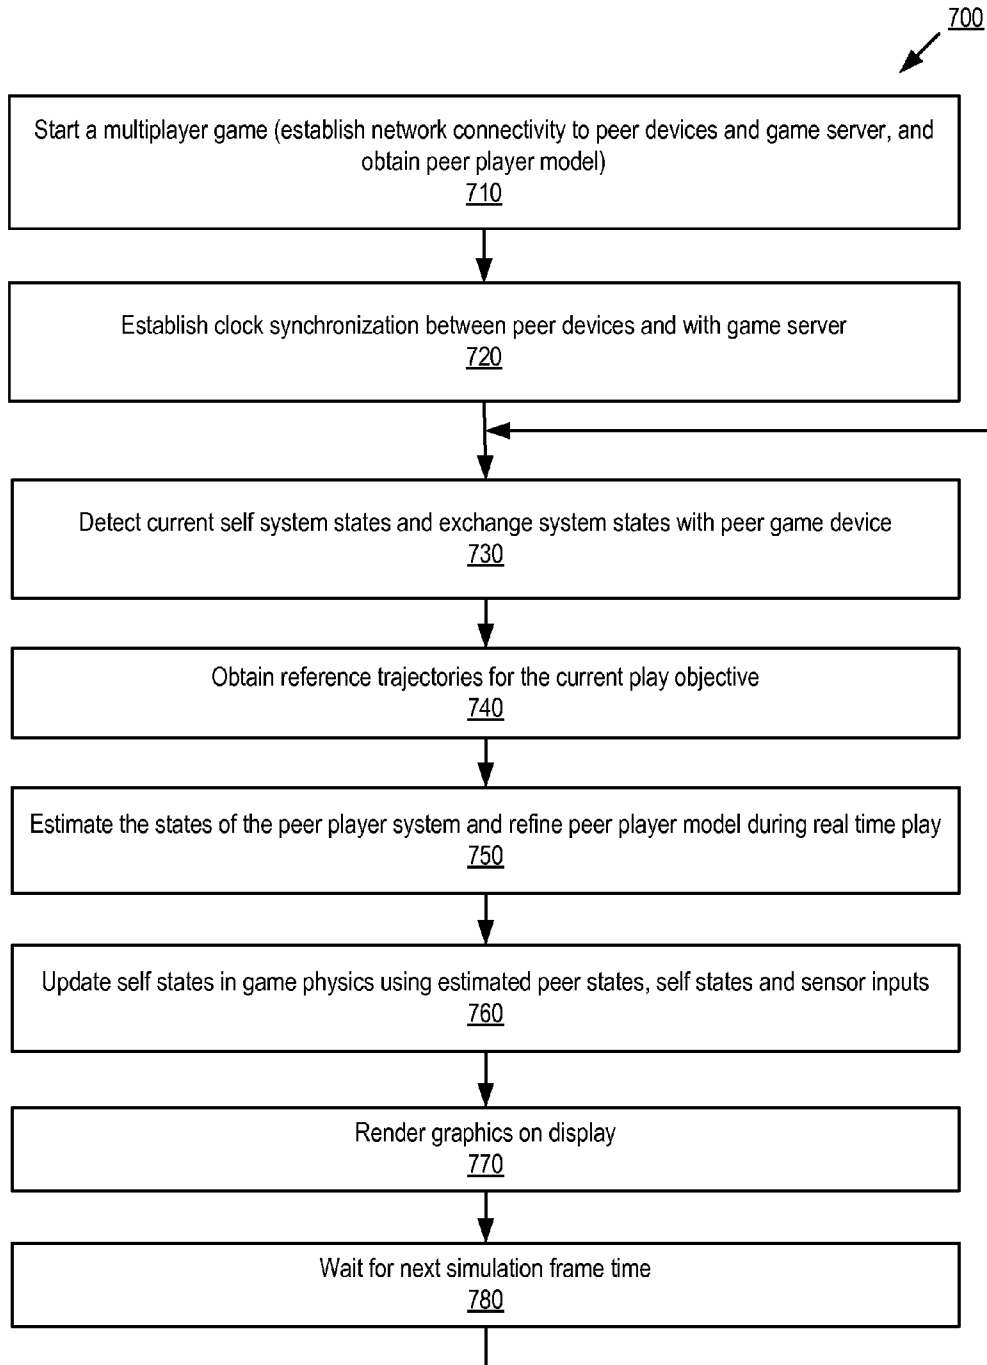 700
Start a multiplayer game (establish network connectivity to peer devices and game server, and
obtain peer player model)
710
Establish clock synchronization between peer devices and with game server
720
Detect current self system states and exchange system states with peer game device
730
Obtain reference trajectories for the current play objective
740
Estimate the states of the peer player system and refine peer player model during real time play
750
Update self states in game physics using estimated peer states, self states and sensor inputs
760
Render graphics on display
770
Wait for next simulation frame time
780